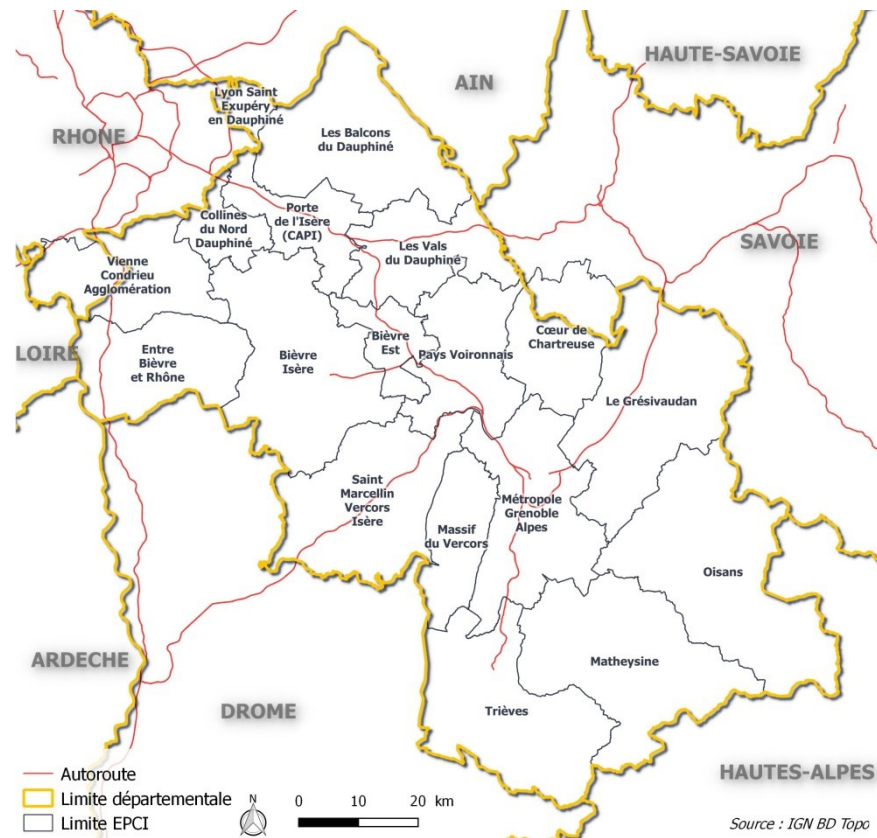 HAUTE-SAVOIE
AIN
Lyon Saint
Exupéry
en Dauphiné
RHONE
Les Balcons
du Dauphiné
Porte
de l'Isère
(CAPI)
Collines
du Nord
Dauphiné
Les Vals
du Dauphiné
SAVOIE
Vienne
Condrieu
Agglomération
LOIRE
Entre
Bièvre
et Rhône
Bièvre
Isère
Bièvre
Est
Pays Voironnais
Cœur de
Chartreuse
Le Grésivaudan
Saint
Marcellin
Vercors
Isère
Massif
du Vercors
Métropole
Grenoble
Alpes
Oisans
ARDECHE
DROME
Matheysine
Trièves
HAUTES-ALPES
Autoroute
Limite départementale
Limite EPCI
N
0 10 20 km
Source : IGN BD Topo